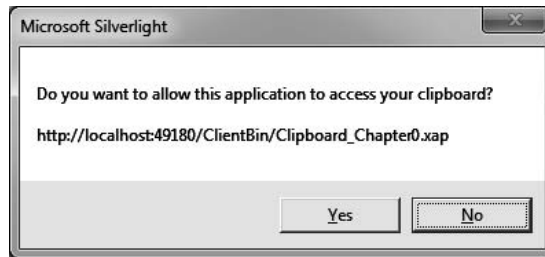 Microsoft Silverlight
Do you want to allow this application to access your clipboard?
http://localhost:49180/ClientBin/Clipboard_Chapter0.xap
Yes No